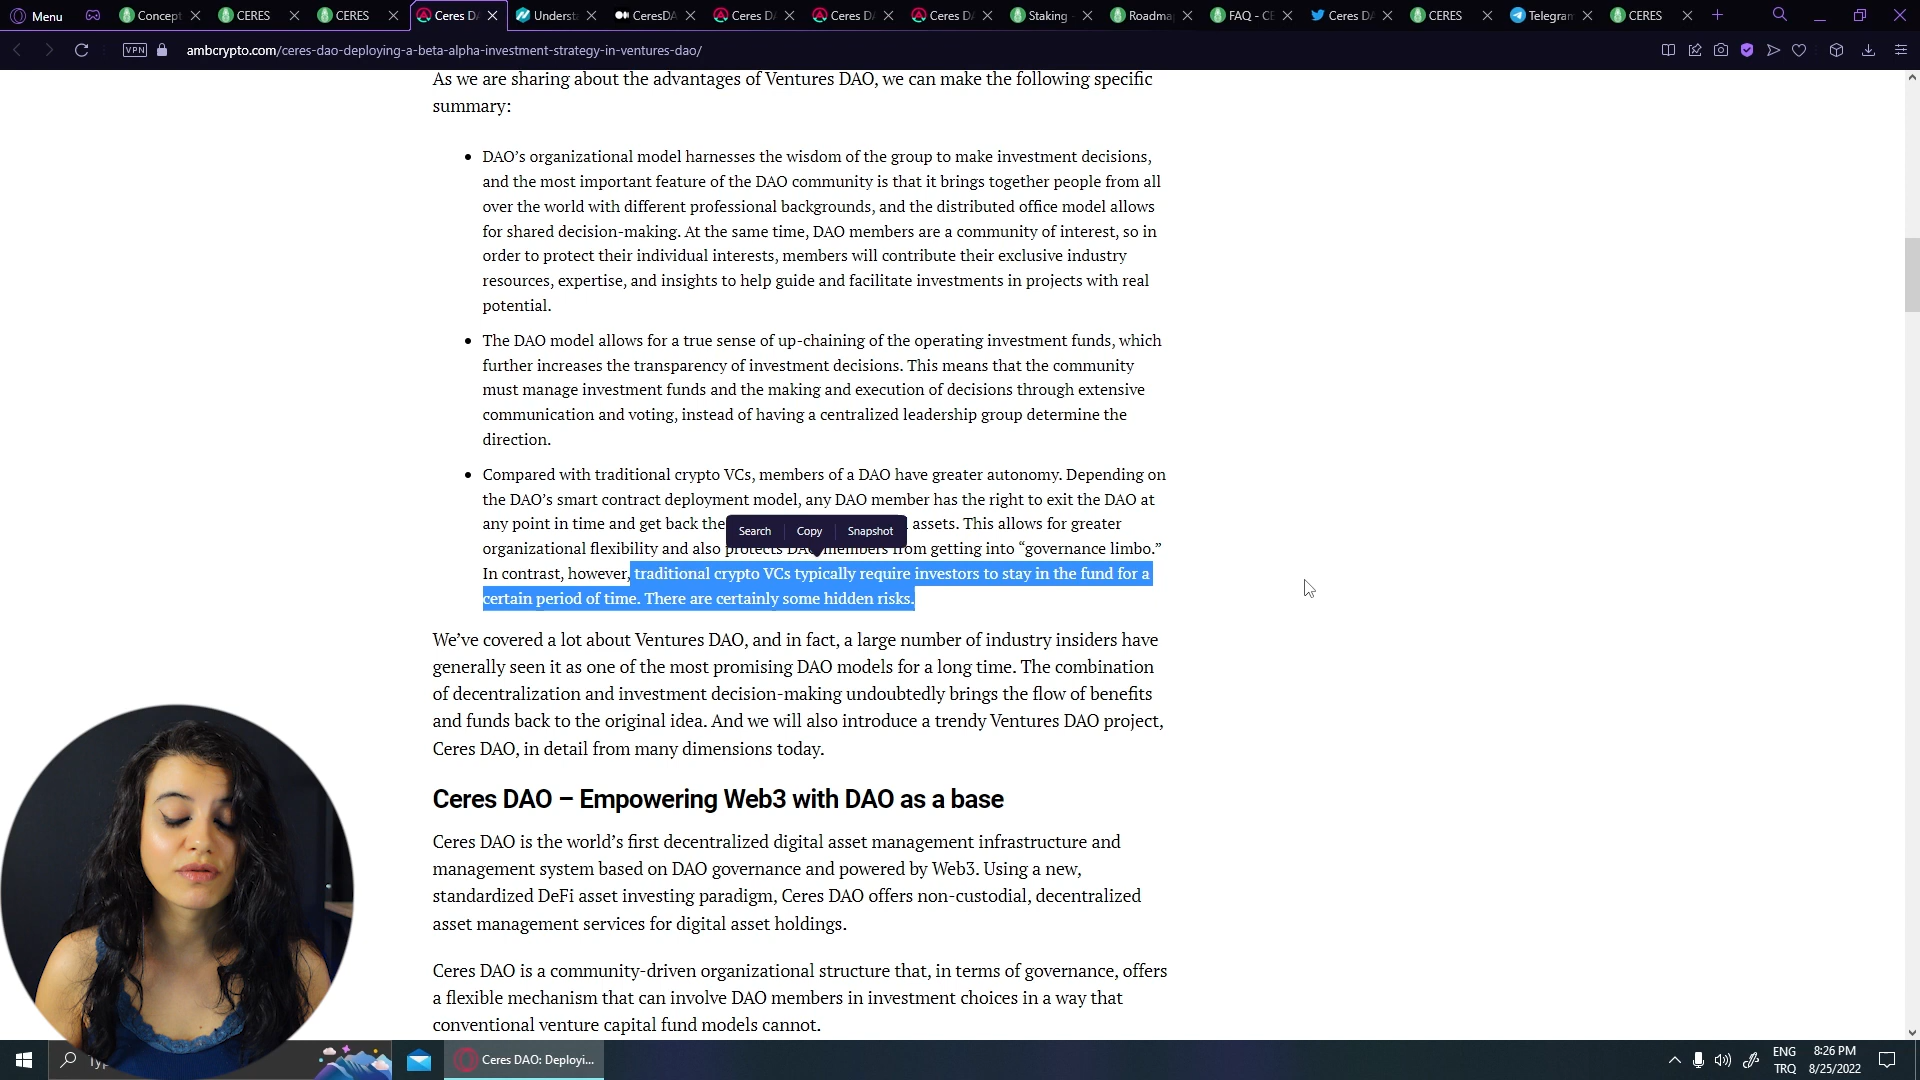 Menu
Concept
CERES
CERES
Ceres DA
Understa
CeresDA
Ceres DA
Ceres DA
Ceres DA
Staking
Roadmap
FAQ - CE
Ceres D
CERES
Telegram
CERES
VPN
ambcrypto.com/ceres-dao-deploying-a-beta-alpha-investment-strategy-in-ventures-dao/
As we are sharing about the advantages of Ventures DAO, we can make the following specific
summary:
• DAO’s organizational model harnesses the wisdom of the group to make investment decisions,
and the most important feature of the DAO community is that it brings together people from all
over the world with different professional backgrounds, and the distributed office model allows
for shared decision-making. At the same time, DAO members are a community of interest, so in
order to protect their individual interests, members will contribute their exclusive industry
resources, expertise, and insights to help guide and facilitate investments in projects with real
potential.
• The DAO model allows for a true sense of up-chaining of the operating investment funds, which
further increases the transparency of investment decisions. This means that the community
must manage investment funds and the making and execution of decisions through extensive
communication and voting, instead of having a centralized leadership group determine the
direction.
• Compared with traditional crypto VCs, members of a DAO have greater autonomy. Depending on
the DAO’s smart contract deployment model, any DAO member has the right to exit the DAO at
any point in time and get back the assets. This allows for greater
Search Copy Snapshot
organizational flexibility and also protects DAO members from getting into “governance limbo.”
In contrast, however, traditional crypto VCs typically require investors to stay in the fund for a
certain period of time. There are certainly some hidden risks.
We’ve covered a lot about Ventures DAO, and in fact, a large number of industry insiders have
generally seen it as one of the most promising DAO models for a long time. The combination
of decentralization and investment decision-making undoubtedly brings the flow of benefits
and funds back to the original idea. And we will also introduce a trendy Ventures DAO project,
Ceres DAO, in detail from many dimensions today.
Ceres DAO – Empowering Web3 with DAO as a base
Ceres DAO is the world’s first decentralized digital asset management infrastructure and
management system based on DAO governance and powered by Web3. Using a new,
standardized DeFi asset investing paradigm, Ceres DAO offers non-custodial, decentralized
asset management services for digital asset holdings.
Ceres DAO is a community-driven organizational structure that, in terms of governance, offers
a flexible mechanism that can involve DAO members in investment choices in a way that
conventional venture capital fund models cannot.
Ceres DAO: Deployi...
ENG
TRQ
8:26 PM
8/25/2022